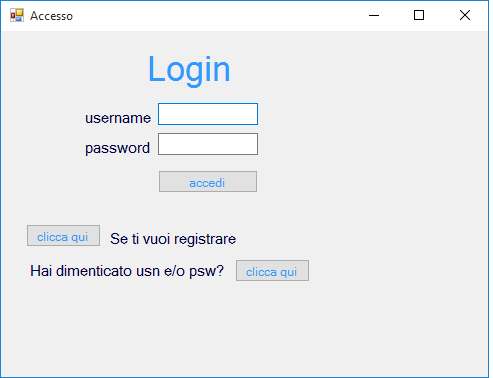 Accesso
Login
username
password
accedi
clicca qui Se ti vuoi registrare
Hai dimenticato usn e/o psw? clicca qui